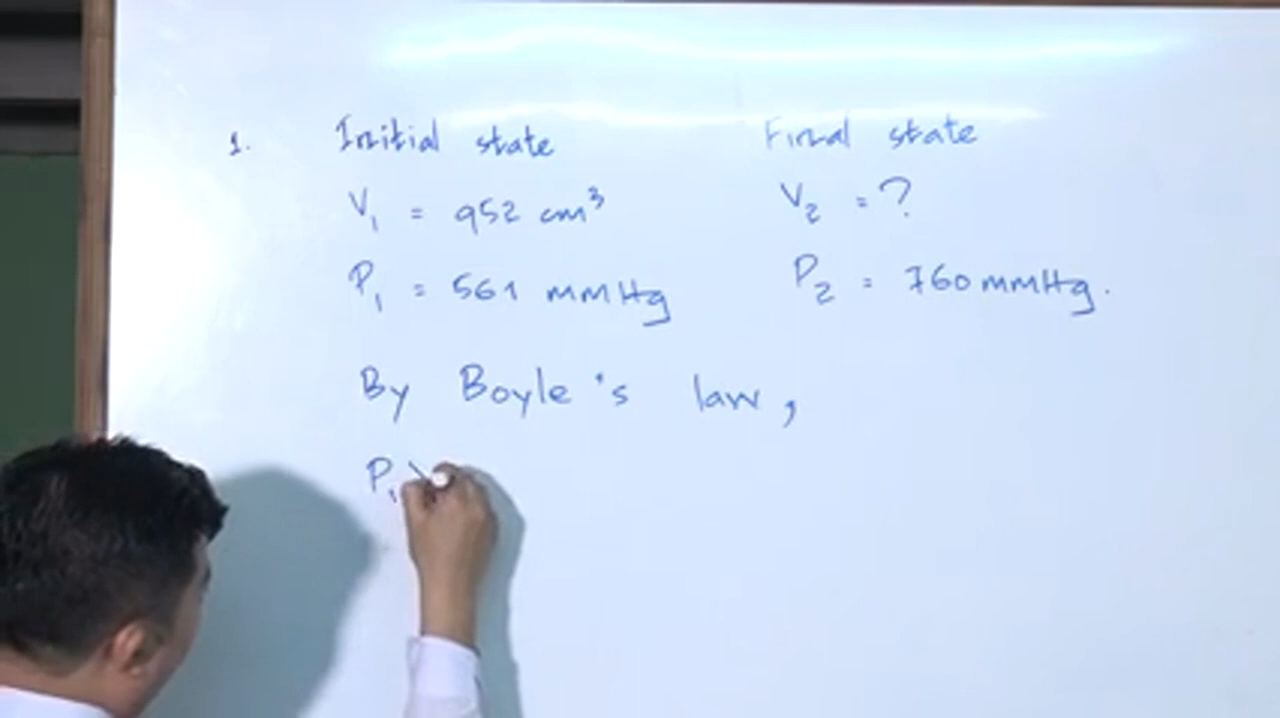 1. Initial state Final state
V₁ = 952 cm³ V₂ = ?
P₁ = 561 mmHg P₂ = 760 mmHg.
By Boyle's law,
P₁